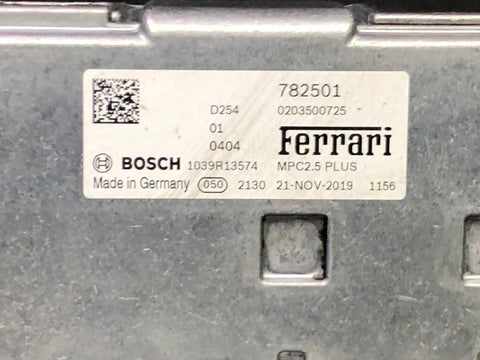 782501
D254 0203500725
01
0404 Ferrari
BOSCH 1039R13574 MPC2.5 PLUS
Made in Germany 050 2130 21-NOV-2019 1156